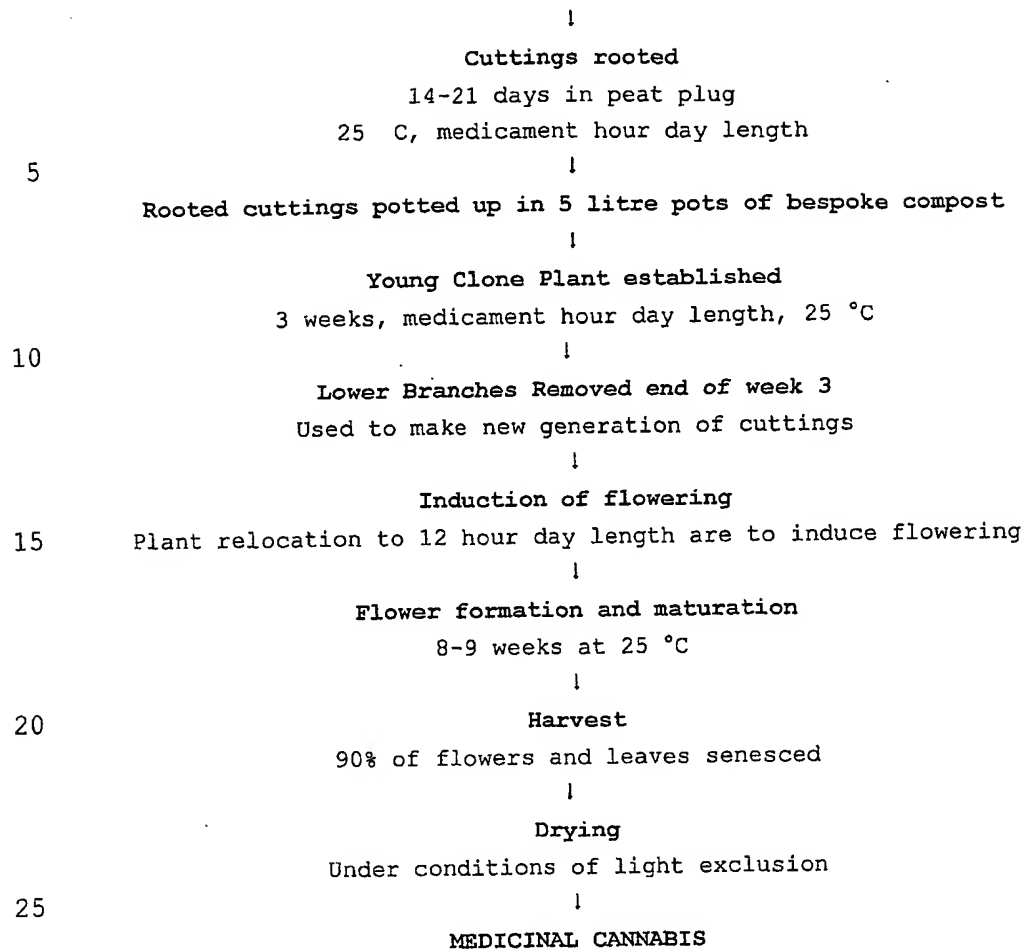 ↓
Cuttings rooted
14-21 days in peat plug
25 C, medicament hour day length
5
↓
Rooted cuttings potted up in 5 litre pots of bespoke compost
↓
Young Clone Plant established
3 weeks, medicament hour day length, 25 °C
10
↓
Lower Branches Removed end of week 3
Used to make new generation of cuttings
↓
Induction of flowering
15 Plant relocation to 12 hour day length are to induce flowering
↓
Flower formation and maturation
8-9 weeks at 25 °C
↓
20 Harvest
90% of flowers and leaves senesced
↓
Drying
Under conditions of light exclusion
25
↓
MEDICINAL CANNABIS